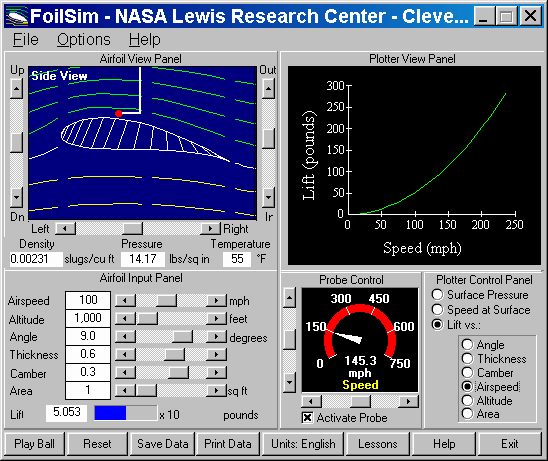 FoilSim - NASA Lewis Research Center - Cleve...
File Options Help
Airfoil View Panel
Up
Out
Side View
Dn
In
Left
Right
Density
Pressure
Temperature
0.00231 slugs/cu ft 14.17 lbs/sq in 55 °F
Plotter View Panel
Lift (pounds)
300
250
200
150
100
50
0
0 50 100 150 200 250
Speed (mph)
Airfoil Input Panel
Airspeed 100 mph
Altitude 1,000 feet
Angle 9.0 degrees
Thickness 0.6
Camber 0.3
Area 1 sq ft
Lift 5.053 x 10 pounds
Probe Control
300 450
150 600
0 750
145.3
mph
Speed
Activate Probe
Plotter Control Panel
Surface Pressure
Speed at Surface
Lift vs.:
Angle
Thickness
Camber
Airspeed
Altitude
Area
Play Ball Reset Save Data Print Data Units: English Lessons Help Exit